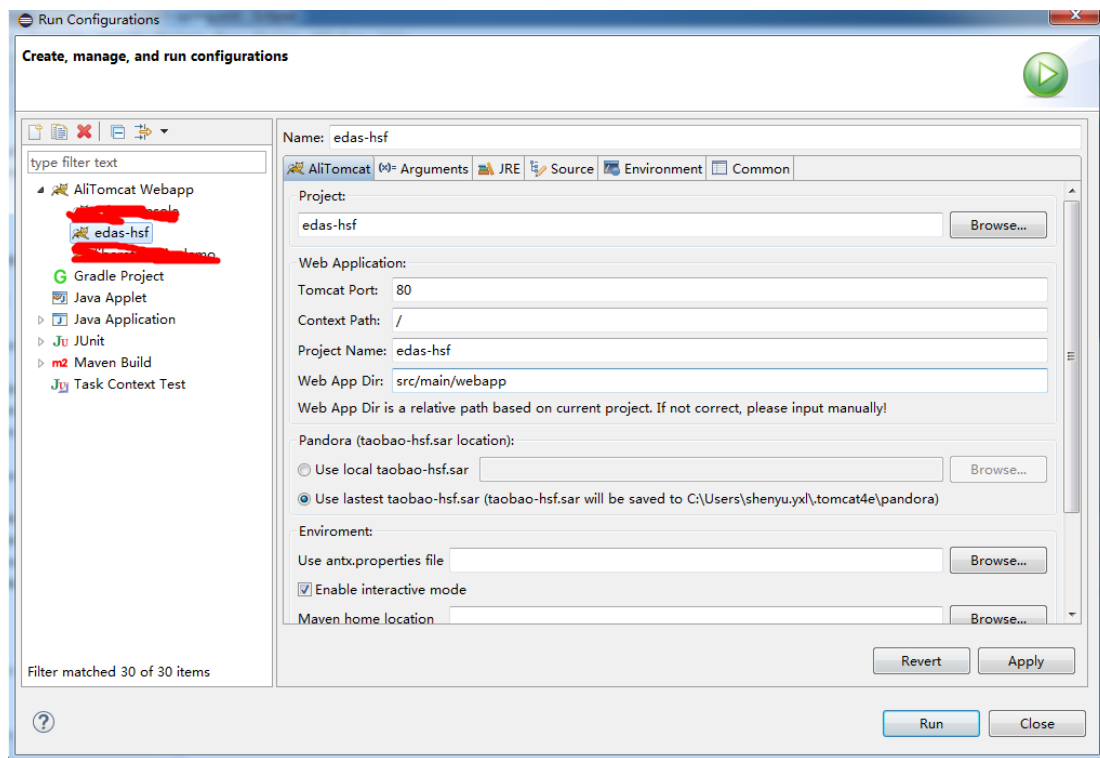 Run Configurations
Create, manage, and run configurations
type filter text
AliTomcat Webapp
edas-hsf
Gradle Project
Java Applet
Java Application
JUnit
Maven Build
Task Context Test
Filter matched 30 of 30 items
Name: edas-hsf
AliTomcat Arguments JRE Source Environment Common
Project:
edas-hsf Browse...
Web Application:
Tomcat Port: 80
Context Path: /
Project Name: edas-hsf
Web App Dir: src/main/webapp
Web App Dir is a relative path based on current project. If not correct, please input manually!
Pandora (taobao-hsf.sar location):
Use local taobao-hsf.sar Browse...
Use lastest taobao-hsf.sar (taobao-hsf.sar will be saved to C:\Users\shenyu.yxl\.tomcat4e\pandora)
Enviroment:
Use antx.properties file Browse...
Enable interactive mode
Maven home location Browse...
Revert Apply
Run Close